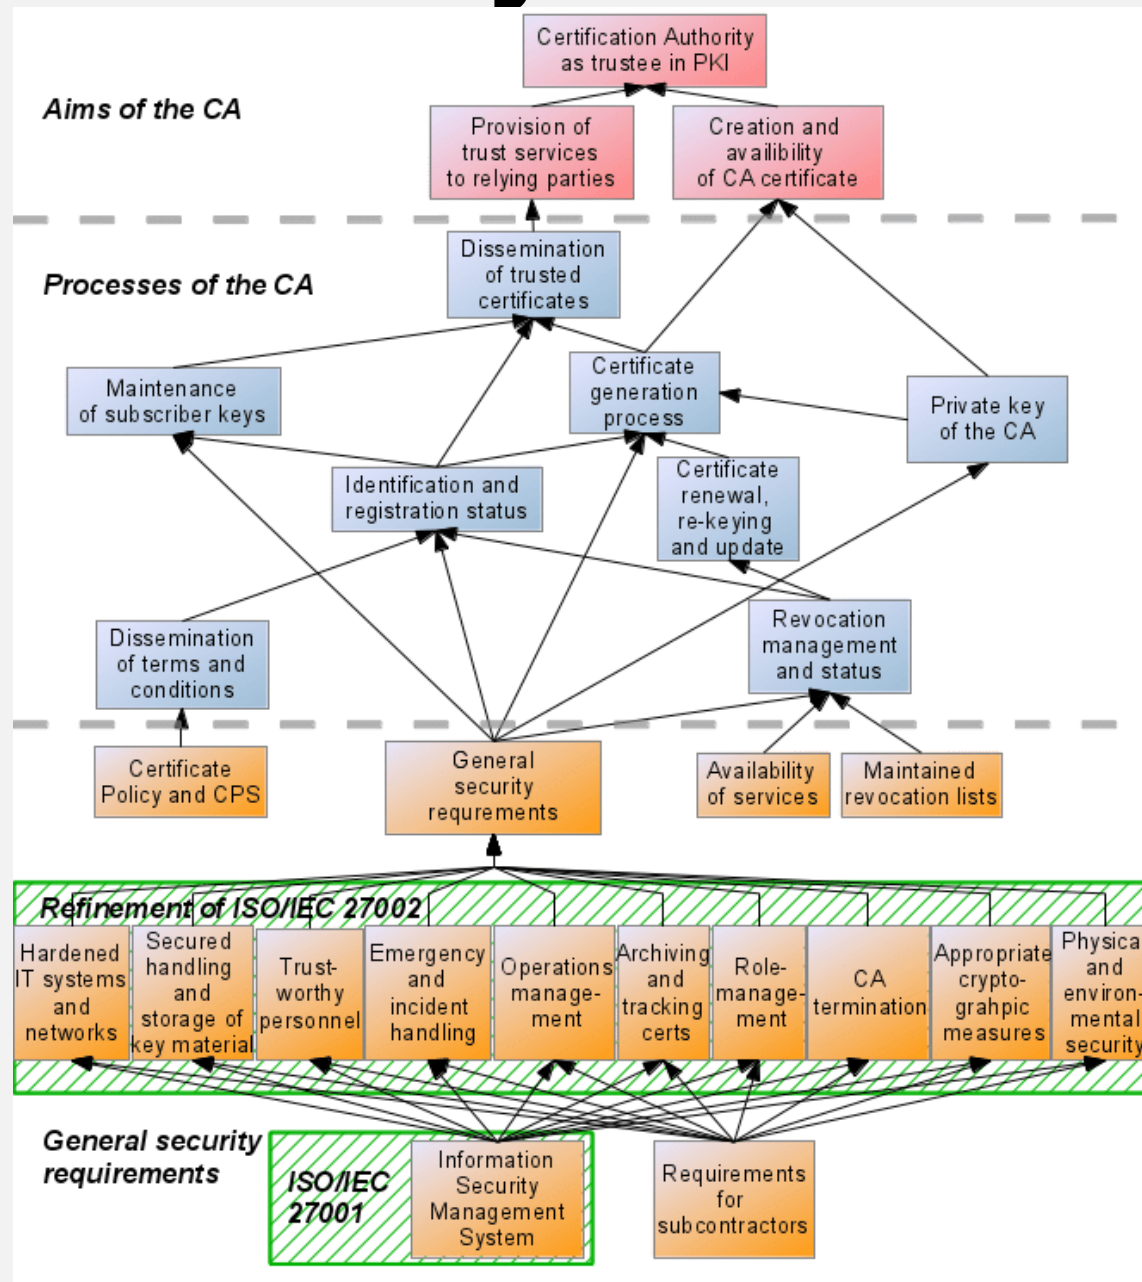 Certification Authority
as trustee in PKI
Aims of the CA
Provision of
trust services
to relying parties
Creation and
availibility
of CA certificate
Dissemination
of trusted
certificates
Processes of the CA
Maintenance
of subscriber keys
Certificate
generation
process
Private key
of the CA
Identification and
registration status
Certificate
renewal,
re-keying
and update
Dissemination
of terms and
conditions
Revocation
management
and status
Certificate
Policy and CPS
General
security
requrements
Availability
of services
Maintained
revocation lists
Refinement of ISO/IEC 27002
Hardened
IT systems
and
networks
Secured
handling
and
storage of
key material
Trust-
worthy
personnel
Emergency
and
incident
handling
Operations
manage-
ment
Archiving
and
tracking
certs
Role-
manage-
ment
CA
termination
Appropriate
crypto-
grahpic
measures
Physica
and
environ-
mental
security
General security
requirements
ISO/IEC
27001
Information
Security
Management
System
Requirements
for
subcontractors